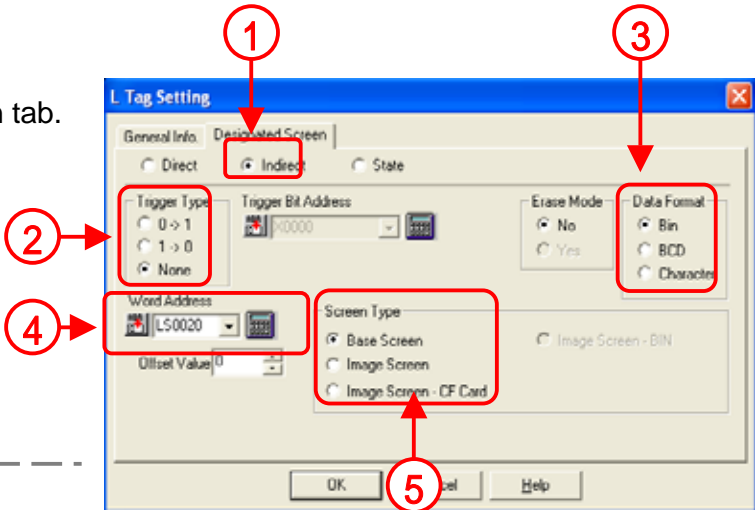 1
3
n tab.
L Tag Setting
General Info. Designated Screen
Direct Indirect State
2
Trigger Type Trigger Bit Address Erase Mode Data Format
0->1 X0000 No Bin
1->0 Yes BCD
None Character
4
Word Address Screen Type
LS0020 Base Screen Image Screen - BIN
Offset Value 0 Image Screen
Image Screen - CF Card
OK 5 cel Help